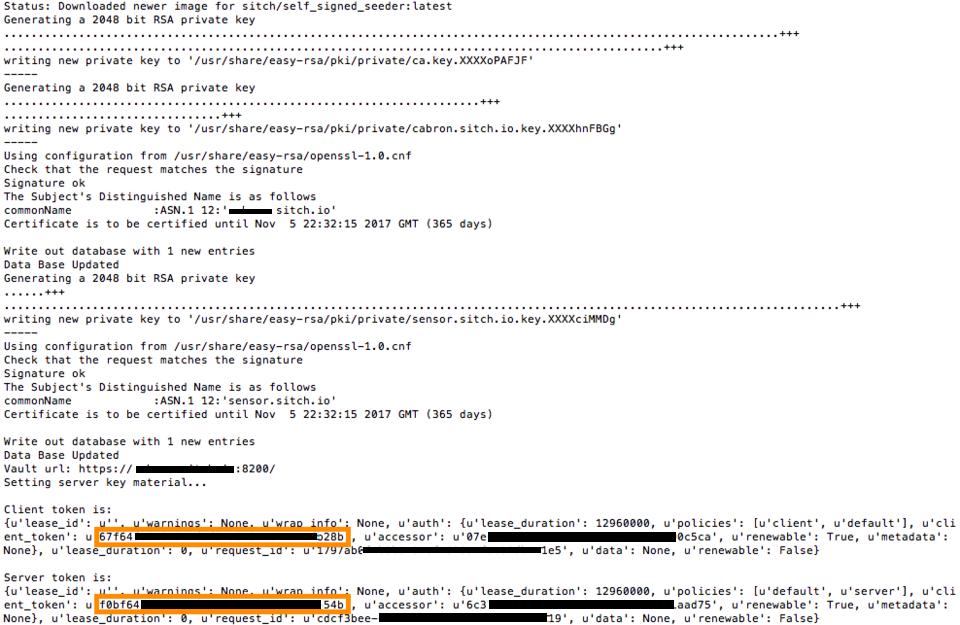 Status: Downloaded newer image for sitch/self_signed_seeder:latest
Generating a 2048 bit RSA private key
...................................................................................................................+++
..................................................................................................+++
writing new private key to '/usr/share/easy-rsa/pki/private/ca.key.XXXXoPAFJF'
-----
Generating a 2048 bit RSA private key
......................................................................+++
................................+++
writing new private key to '/usr/share/easy-rsa/pki/private/cabron.sitch.io.key.XXXXhnFBGg'
-----
Using configuration from /usr/share/easy-rsa/openssl-1.0.cnf
Check that the request matches the signature
Signature ok
The Subject's Distinguished Name is as follows
commonName            :ASN.1 12:' sitch.io'
Certificate is to be certified until Nov  5 22:32:15 2017 GMT (365 days)

Write out database with 1 new entries
Data Base Updated
Generating a 2048 bit RSA private key
......+++
............................................................................................................................+++
writing new private key to '/usr/share/easy-rsa/pki/private/sensor.sitch.io.key.XXXXciMMDg'
-----
Using configuration from /usr/share/easy-rsa/openssl-1.0.cnf
Check that the request matches the signature
Signature ok
The Subject's Distinguished Name is as follows
commonName            :ASN.1 12:'sensor.sitch.io'
Certificate is to be certified until Nov  5 22:32:15 2017 GMT (365 days)

Write out database with 1 new entries
Data Base Updated
Vault url: https:// :8200/
Setting server key material...

Client token is:
{u'lease_id': u'', u'warnings': None, u'wrap_info': None, u'auth': {u'lease_duration': 12960000, u'policies': [u'client', u'default'], u'cli
ent_token': u 67f64 b28b , u'accessor': u'07e 0c5ca', u'renewable': True, u'metadata':
None}, u'lease_duration': 0, u'request_id': u'1797ab6 1e5', u'data': None, u'renewable': False}

Server token is:
{u'lease_id': u'', u'warnings': None, u'wrap_info': None, u'auth': {u'lease_duration': 12960000, u'policies': [u'default', u'server'], u'cli
ent_token': u f0bf64 54b , u'accessor': u'6c3 aad75', u'renewable': True, u'metadata':
None}, u'lease_duration': 0, u'request_id': u'cdcf3bee- f19', u'data': None, u'renewable': False}